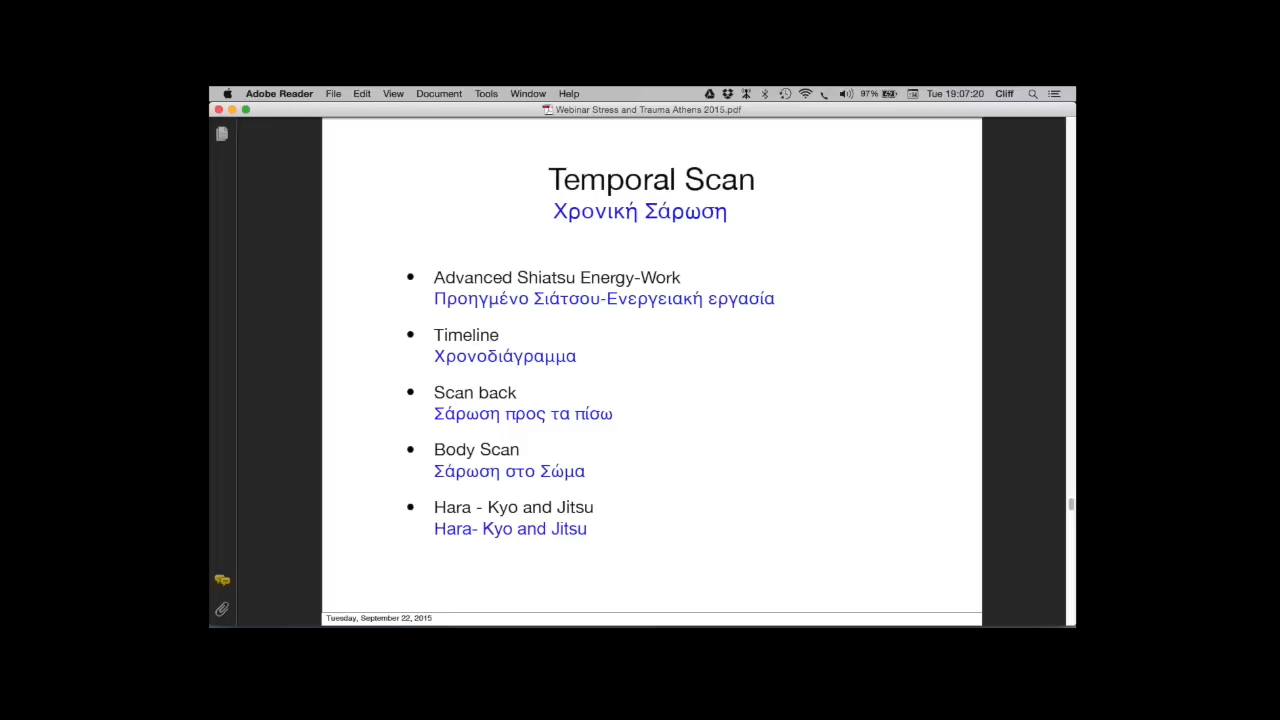 Adobe Reader File Edit View Document Tools Window Help 97% Tue 19:07:20 Cliff
Webinar Stress and Trauma Athens 2015.pdf
Temporal Scan
Χρονική Σάρωση
• Advanced Shiatsu Energy-Work
Προηγμένο Σιάτσου-Ενεργειακή εργασία
• Timeline
Χρονοδιάγραμμα
• Scan back
Σάρωση προς τα πίσω
• Body Scan
Σάρωση στο Σώμα
• Hara - Kyo and Jitsu
Hara- Kyo and Jitsu
Tuesday, September 22, 2015